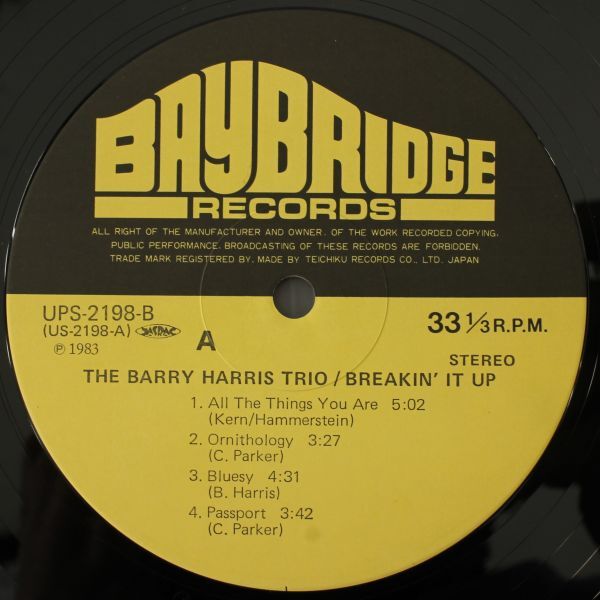 BAYBRIDGE
RECORDS
ALL RIGHT OF THE MANUFACTURER AND OWNER. OF THE WORK RECORDED COPYING.
PUBLIC PERFORMANCE. BROADCASTING OF THESE RECORDS ARE FORBIDDEN.
TRADE MARK REGISTERED BY. MADE BY TEICHIKU RECORDS CO., LTD. JAPAN
UPS-2198-B
(US-2198-A)
℗ 1983
A
33 1/3 R.P.M.
STEREO
THE BARRY HARRIS TRIO / BREAKIN' IT UP
1. All The Things You Are 5:02
(Kern/Hammerstein)
2. Ornithology 3:27
(C. Parker)
3. Bluesy 4:31
(B. Harris)
4. Passport 3:42
(C. Parker)